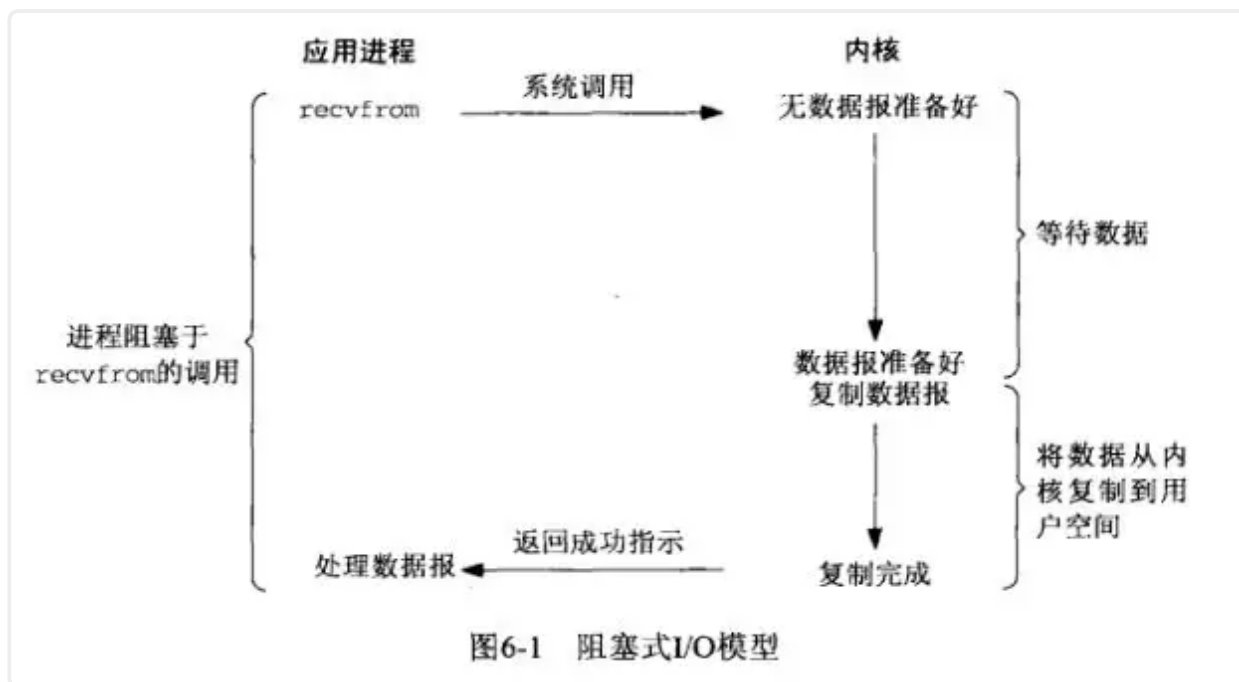 应用进程
内核
系统调用
recvfrom
无数据报准备好
等待数据
进程阻塞于
recvfrom的调用
数据报准备好
复制数据报
将数据从内
核复制到用
户空间
返回成功指示
处理数据报
复制完成
图6-1 阻塞式I/O模型